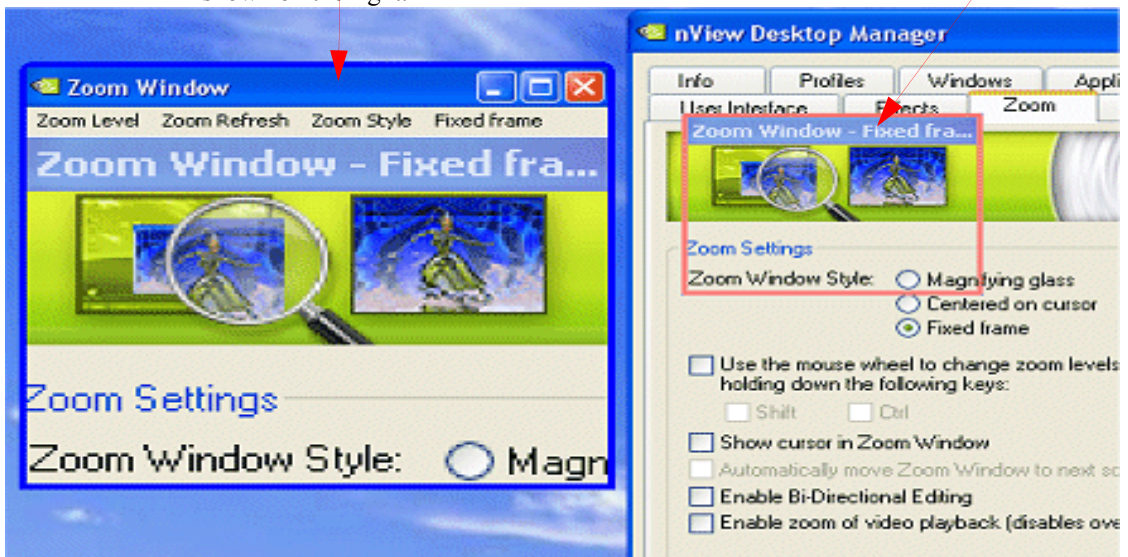 Zoom Window
Zoom Level Zoom Refresh Zoom Style Fixed frame
Zoom Window - Fixed fra...
Zoom Settings
Zoom Window Style: Magn
nView Desktop Manager
Info Profiles Windows Appli
User Interface Effects Zoom
Zoom Window - Fixed fra...
Zoom Settings
Zoom Window Style: Magnifying glass
Centered on cursor
Fixed frame
Use the mouse wheel to change zoom levels
holding down the following keys:
Shift Ctrl
Show cursor in Zoom Window
Automatically move Zoom Window to next sc
Enable Bi-Directional Editing
Enable zoom of video playback (disables ove